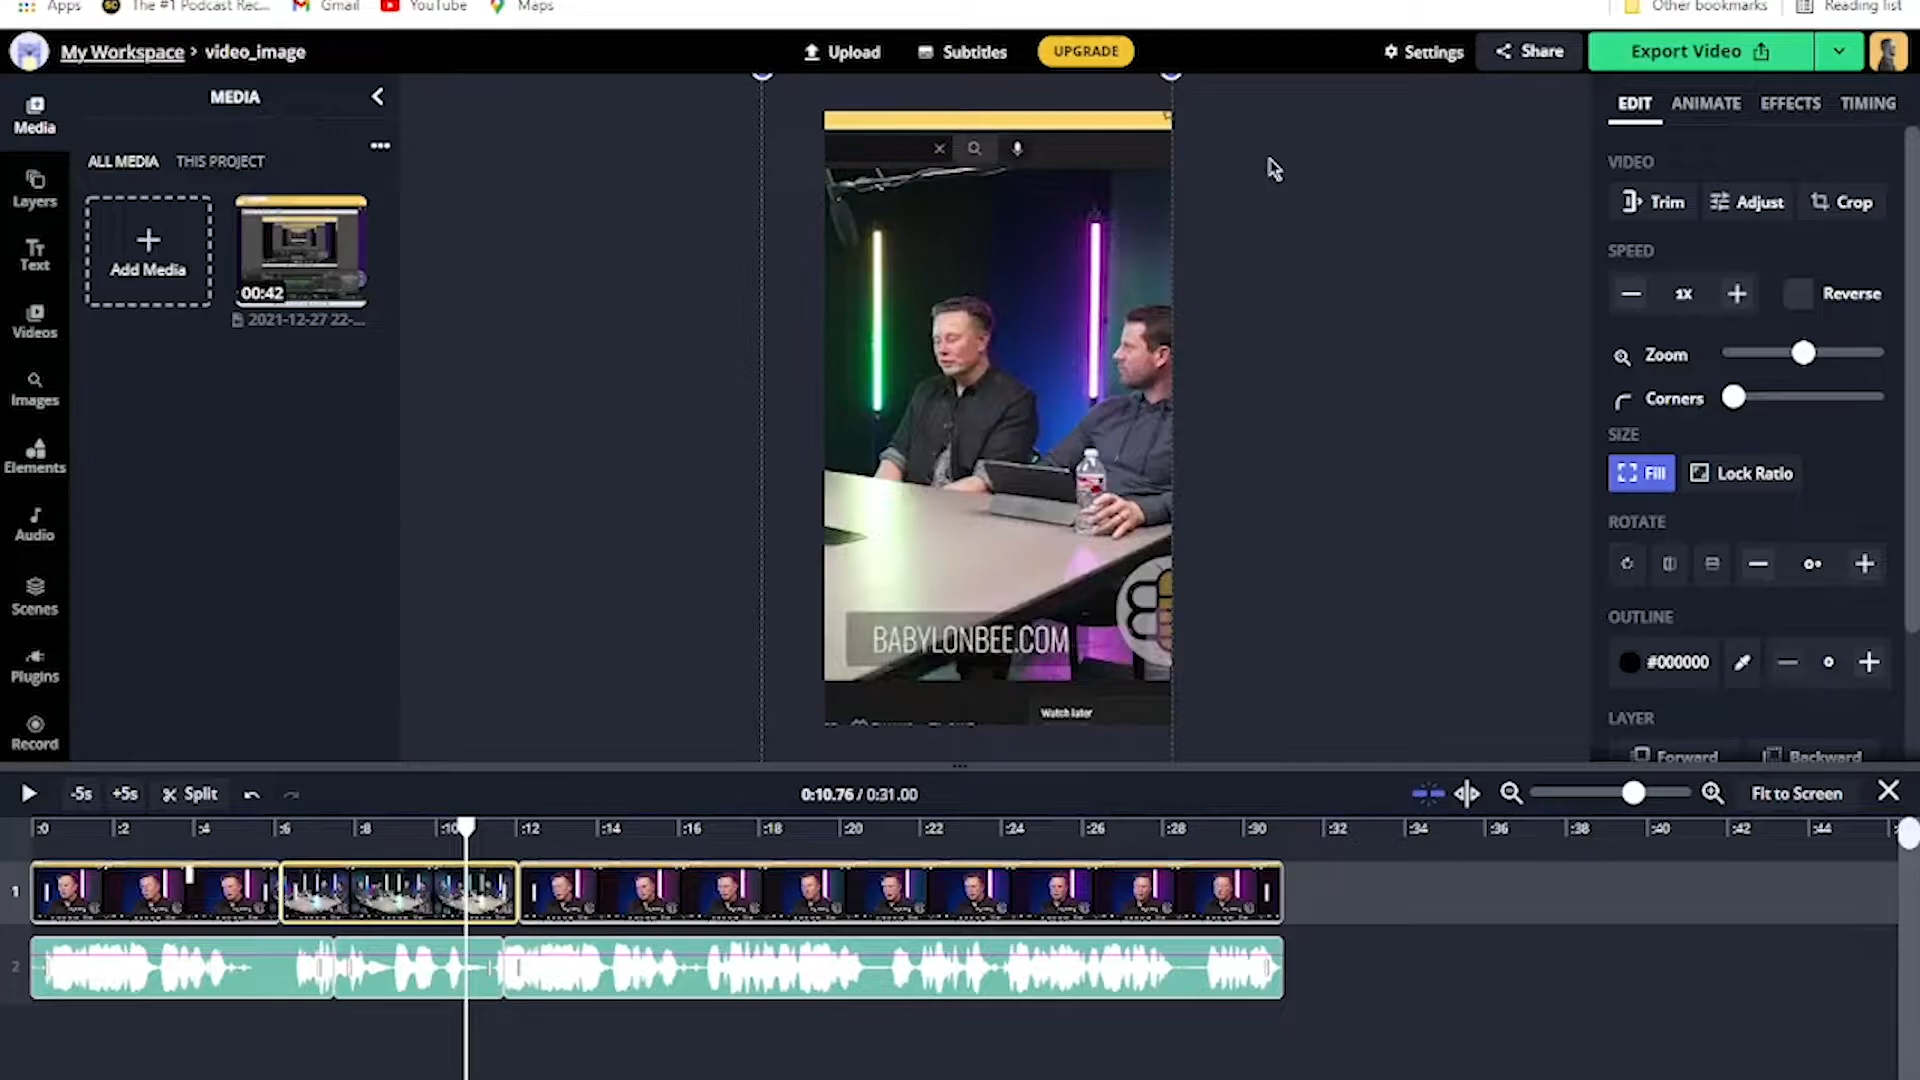 Apps The #1 Podcast Rec... Gmail YouTube Maps Other bookmarks Reading list
My Workspace > video_image Upload Subtitles UPGRADE Settings Share Export Video
MEDIA
Media
ALL MEDIA THIS PROJECT
Layers
Add Media
00:42
2021-12-27 22-...
Text
Videos
Images
Elements
Audio
Scenes
Plugins
Record
BABYLONBEE.COM
Watch later
EDIT ANIMATE EFFECTS TIMING
VIDEO
Trim Adjust Crop
SPEED
1X Reverse
Zoom
Corners
SIZE
Fill Lock Ratio
ROTATE
0°
OUTLINE
#000000 0
LAYER
Forward Backward
-5s +5s Split 0:10.76 / 0:31.00 Fit to Screen
:0 :2 :4 :6 :8 :10 :12 :14 :16 :18 :20 :22 :24 :26 :28 :30 :32 :34 :36 :38 :40 :42 :44
1
2